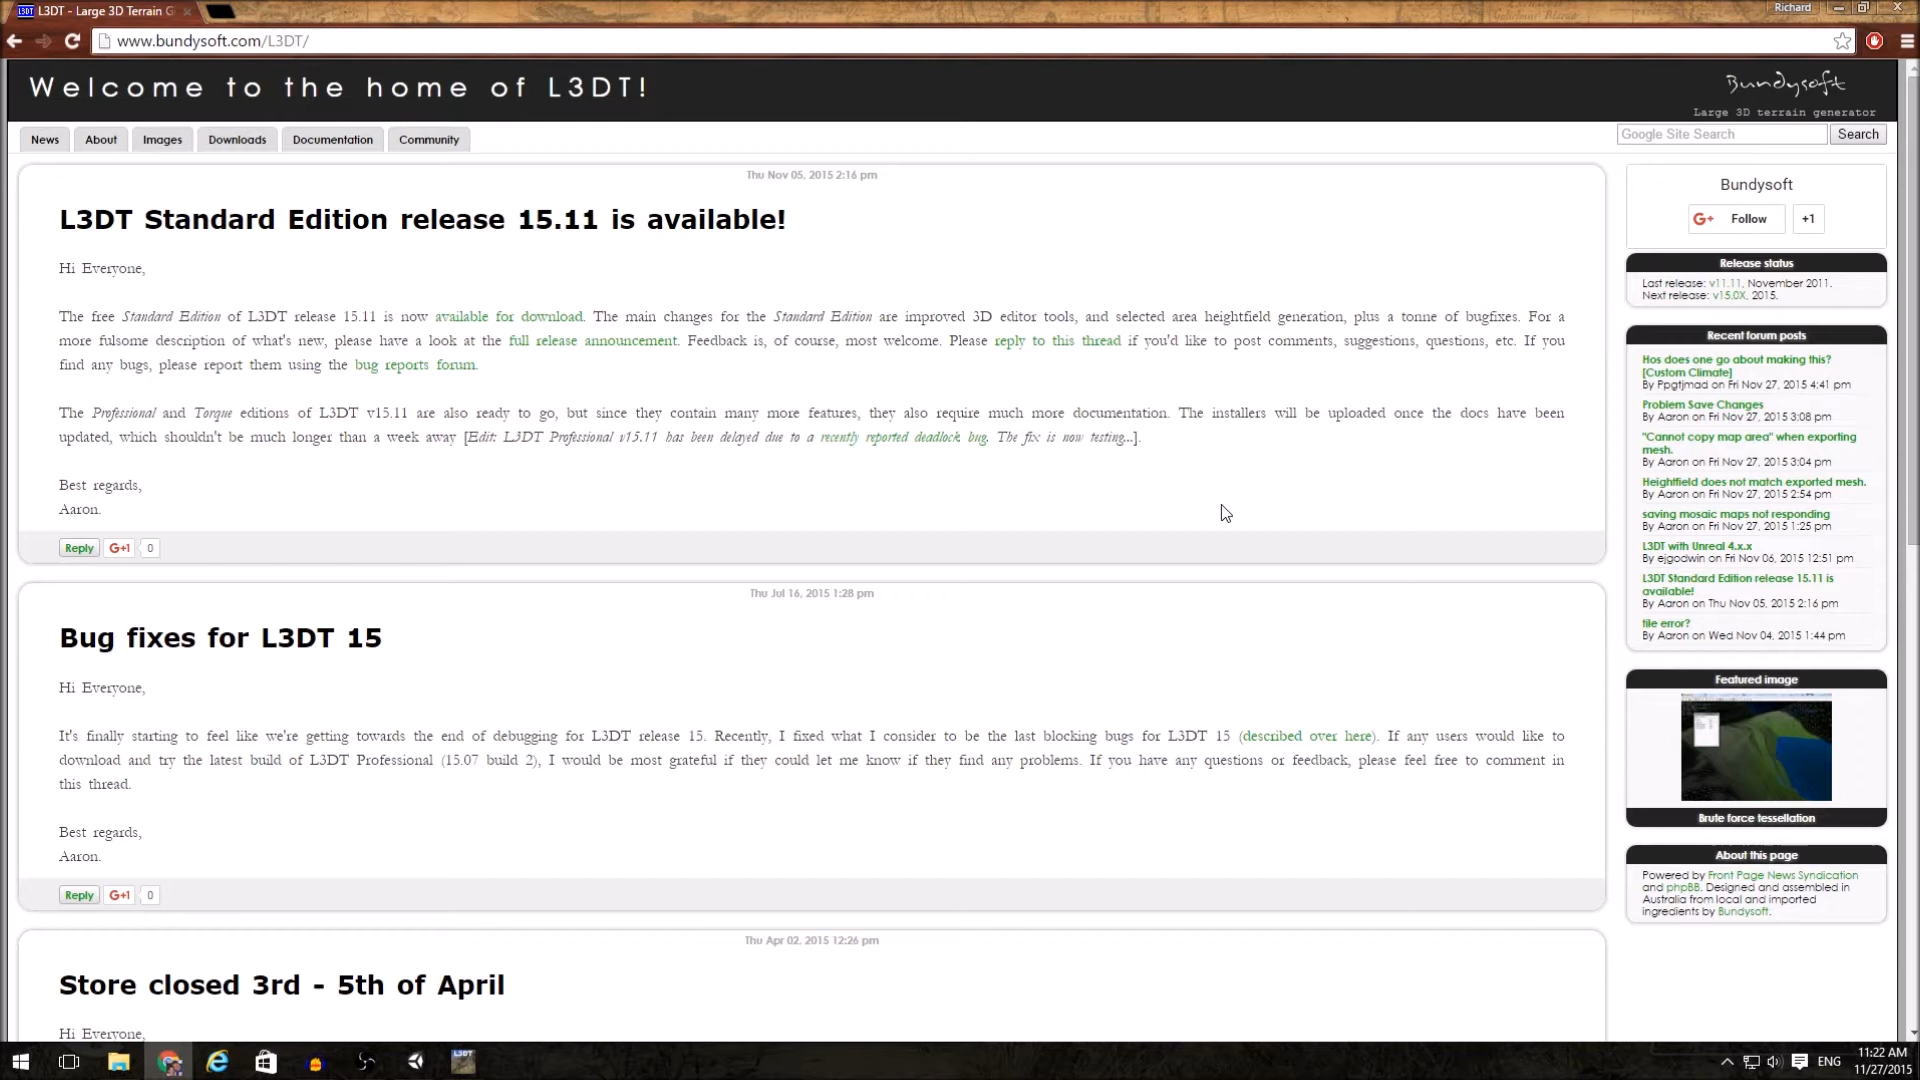 L3DT - Large 3D Terrain G
Richard
www.bundysoft.com/L3DT/
Welcome to the home of L3DT!
Bundysoft
Large 3D terrain generator
News
About
Images
Downloads
Documentation
Community
Google Site Search
Search
Thu Nov 05, 2015 2:16 pm
L3DT Standard Edition release 15.11 is available!
Hi Everyone,
The free Standard Edition of L3DT release 15.11 is now available for download. The main changes for the Standard Edition are improved 3D editor tools, and selected area heightfield generation, plus a tonne of bugfixes. For a
more fulsome description of what's new, please have a look at the full release announcement. Feedback is, of course, most welcome. Please reply to this thread if you'd like to post comments, suggestions, questions, etc. If you
find any bugs, please report them using the bug reports forum.
The Professional and Torque editions of L3DT v15.11 are also ready to go, but since they contain many more features, they also require much more documentation. The installers will be uploaded once the docs have been
updated, which shouldn't be much longer than a week away [Edit: L3DT Professional v15.11 has been delayed due to a recently reported deadlock bug. The fix is now testing...].
Best regards,
Aaron.
Reply
G+1
0
Thu Jul 16, 2015 1:28 pm
Bug fixes for L3DT 15
Hi Everyone,
It's finally starting to feel like we're getting towards the end of debugging for L3DT release 15. Recently, I fixed what I consider to be the last blocking bugs for L3DT 15 (described over here). If any users would like to
download and try the latest build of L3DT Professional (15.07 build 2), I would be most grateful if they could let me know if they find any problems. If you have any questions or feedback, please feel free to comment in
this thread.
Best regards,
Aaron.
Reply
G+1
0
Thu Apr 02, 2015 12:26 pm
Store closed 3rd - 5th of April
Hi Everyone,
Bundysoft
G+ Follow
+1
Release status
Last release: v11.11, November 2011.
Next release: v15.0X, 2015.
Recent forum posts
Hos does one go about making this?
[Custom Climate]
By Ppgtjmad on Fri Nov 27, 2015 4:41 pm
Problem Save Changes
By Aaron on Fri Nov 27, 2015 3:08 pm
"Cannot copy map area" when exporting
mesh.
By Aaron on Fri Nov 27, 2015 3:04 pm
Heightfield does not match exported mesh.
By Aaron on Fri Nov 27, 2015 2:54 pm
saving mosaic maps not responding
By Aaron on Fri Nov 27, 2015 1:25 pm
L3DT with Unreal 4.x.x
By ejgodwin on Fri Nov 06, 2015 12:51 pm
L3DT Standard Edition release 15.11 is
available!
By Aaron on Thu Nov 05, 2015 2:16 pm
tile error?
By Aaron on Wed Nov 04, 2015 1:44 pm
Featured image
Brute force tessellation
About this page
Powered by Front Page News Syndication
and phpBB. Designed and assembled in
Australia from local and imported
ingredients by Bundysoft.
L3DT
ENG
11:22 AM
11/27/2015